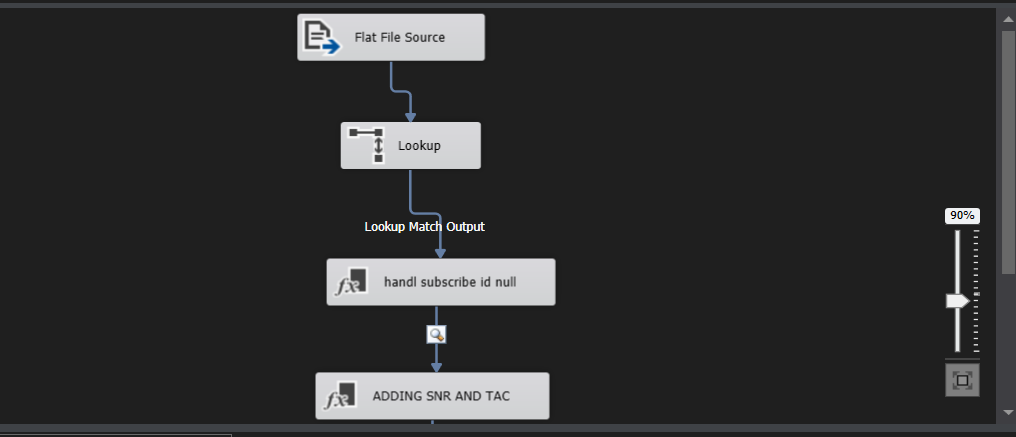 Flat File Source
Lookup
Lookup Match Output
90%
handl subscribe id null
ADDING SNR AND TAC